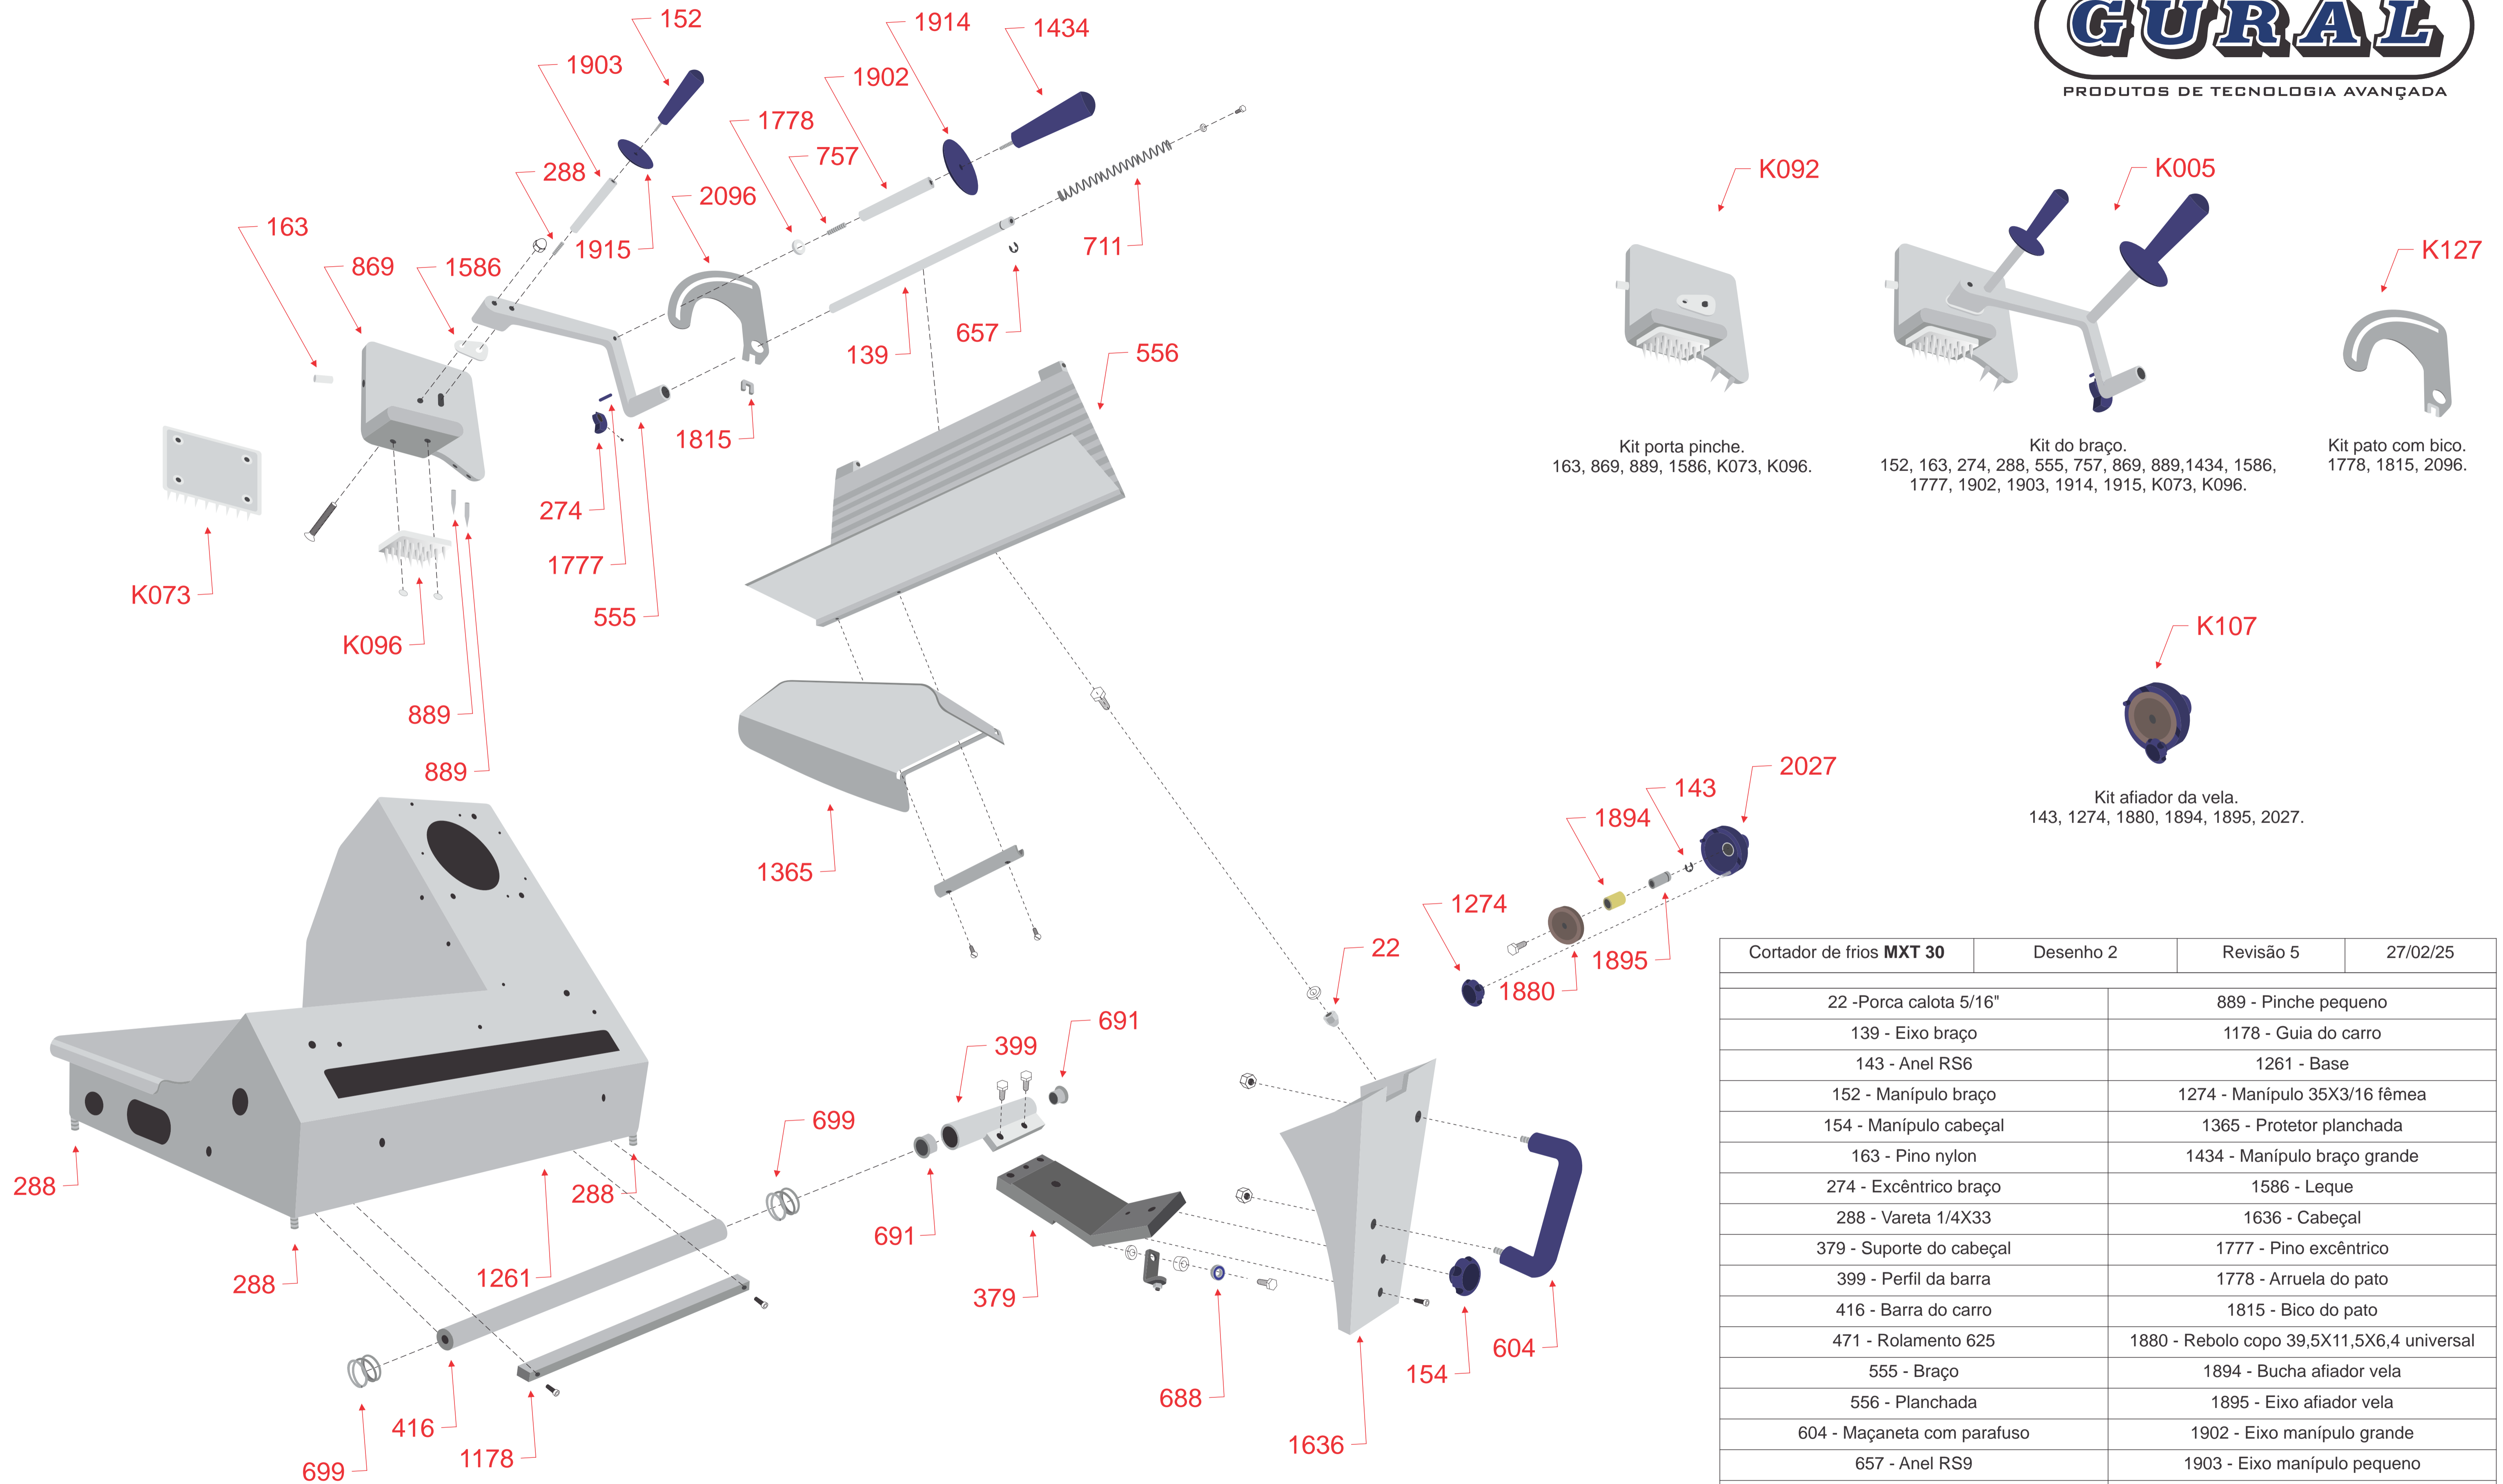 GURAL
PRODUTOS DE TECNOLOGIA AVANÇADA
152
1914
1434
1903
1902
1778
757
288
2096
163
1915
711
869
1586
657
139
556
1815
274
1777
K073
555
K096
889
889
K092
K005
K127
Kit porta pinche.
163, 869, 889, 1586, K073, K096.
Kit do braço.
152, 163, 274, 288, 555, 757, 869, 889,1434, 1586,
1777, 1902, 1903, 1914, 1915, K073, K096.
Kit pato com bico.
1778, 1815, 2096.
K107
Kit afiador da vela.
143, 1274, 1880, 1894, 1895, 2027.
2027
143
1894
1365
1274
22
1895
1880
691
399
699
288
288
691
288
1261
379
604
154
688
416
1636
1178
699
Cortador de frios MXT 30
Desenho 2
Revisão 5
27/02/25
22 -Porca calota 5/16"
889 - Pinche pequeno
139 - Eixo braço
1178 - Guia do carro
143 - Anel RS6
1261 - Base
152 - Manípulo braço
1274 - Manípulo 35X3/16 fêmea
154 - Manípulo cabeçal
1365 - Protetor planchada
163 - Pino nylon
1434 - Manípulo braço grande
274 - Excêntrico braço
1586 - Leque
288 - Vareta 1/4X33
1636 - Cabeçal
379 - Suporte do cabeçal
1777 - Pino excêntrico
399 - Perfil da barra
1778 - Arruela do pato
416 - Barra do carro
1815 - Bico do pato
471 - Rolamento 625
1880 - Rebolo copo 39,5X11,5X6,4 universal
555 - Braço
1894 - Bucha afiador vela
556 - Planchada
1895 - Eixo afiador vela
604 - Maçaneta com parafuso
1902 - Eixo manípulo grande
657 - Anel RS9
1903 - Eixo manípulo pequeno